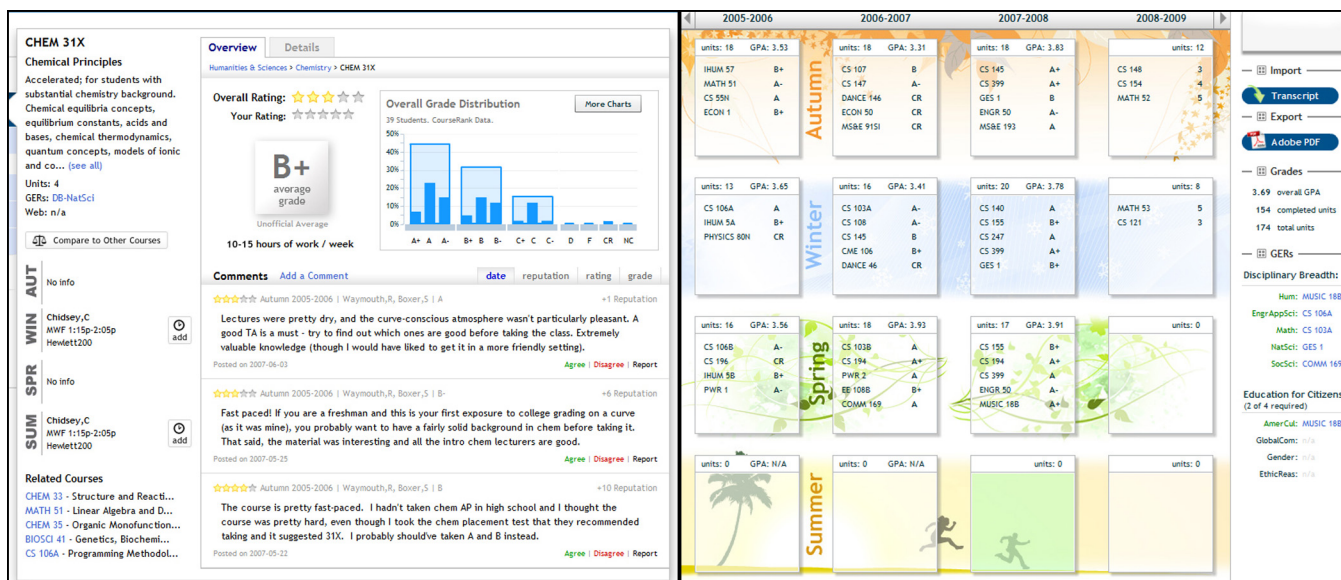 CHEM 31X
Chemical Principles
Accelerated; for students with
substantial chemistry background.
Chemical equilibria concepts,
equilibrium constants, acids and
bases, chemical thermodynamics,
quantum concepts, models of ionic
and co... (see all)
Units: 4
GERs: DB-NatSci
Web: n/a
Compare to Other Courses
AUT
No info
WIN
Chidsey,C
MWF 1:15p-2:05p
Hewlett200
add
SPR
No info
SUM
Chidsey,C
MWF 1:15p-2:05p
Hewlett200
add
Related Courses
CHEM 33 - Structure and Reacti...
MATH 51 - Linear Algebra and D...
CHEM 35 - Organic Monofunction...
BIOSCI 41 - Genetics, Biochemi...
CS 106A - Programming Methodol...
Overview Details
Humanities & Sciences > Chemistry > CHEM 31X
Overall Rating:
Your Rating:
B+
average
grade
Unofficial Average
10-15 hours of work / week
Overall Grade Distribution
More Charts
39 Students. CourseRank Data.
50%
40%
30%
20%
10%
0%
A+ A A- B+ B B- C+ C C- D F CR NC
Comments Add a Comment date reputation rating grade
Autumn 2005-2006 | Waymouth,R, Boxer,S | A +1 Reputation
Lectures were pretty dry, and the curve-conscious atmosphere wasn't particularly pleasant. A
good TA is a must - try to find out which ones are good before taking the class. Extremely
valuable knowledge (though I would have liked to get it in a more friendly setting).
Posted on 2007-06-03 Agree | Disagree | Report
Autumn 2005-2006 | Waymouth,R, Boxer,S | B- +6 Reputation
Fast paced! If you are a freshman and this is your first exposure to college grading on a curve
(as it was mine), you probably want to have a fairly solid background in chem before taking it.
That said, the material was interesting and all the intro chem lecturers are good.
Posted on 2007-05-25 Agree | Disagree | Report
Autumn 2005-2006 | Waymouth,R, Boxer,S | B +10 Reputation
The course is pretty fast-paced. I hadn't taken chem AP in high school and I thought the
course was pretty hard, even though I took the chem placement test that they recommended
taking and it suggested 31X. I probably should've taken A and B instead.
Posted on 2007-05-22 Agree | Disagree | Report
2005-2006 2006-2007 2007-2008 2008-2009
Autumn
units: 18 GPA: 3.53
IHUM 57 B+
MATH 51 A-
CS 55N A
ECON 1 B+
units: 18 GPA: 3.31
CS 107 B
CS 147 A-
DANCE 146 CR
ECON 50 CR
MS&E 91SI CR
units: 18 GPA: 3.83
CS 145 A+
CS 399 A+
GES 1 B
ENGR 50 A-
MS&E 193 A
units: 12
CS 148 3
CS 154 4
MATH 52 5
Winter
units: 13 GPA: 3.65
CS 106A A
IHUM 5A B+
PHYSICS 80N CR
units: 16 GPA: 3.41
CS 103A A-
CS 108 A-
CS 145 B
CME 106 B+
DANCE 46 CR
units: 20 GPA: 3.78
CS 140 A
CS 155 B+
CS 247 A
CS 399 A+
GES 1 B+
units: 8
MATH 53 5
CS 121 3
Spring
units: 16 GPA: 3.56
CS 106B A-
CS 196 CR
IHUM 5B B+
PWR 1 A-
units: 18 GPA: 3.93
CS 103B A
CS 194 A+
PWR 2 A
EE 108B B+
COMM 169 A
units: 17 GPA: 3.91
CS 155 B+
CS 194 A+
CS 399 A
ENGR 50 A-
MUSIC 18B A+
units: 0
Summer
units: 0 GPA: N/A
units: 0 GPA: N/A
units: 0
units: 0
Import
Transcript
Export
Adobe PDF
Grades
3.69 overall GPA
154 completed units
174 total units
GERs
Disciplinary Breadth:
Hum: MUSIC 18B
EngrAppSci: CS 106A
Math: CS 103A
NatSci: GES 1
SocSci: COMM 169
Education for Citizens
(2 of 4 required)
AmerCul: MUSIC 18B
GlobalCom: n/a
Gender: n/a
EthicReas: n/a